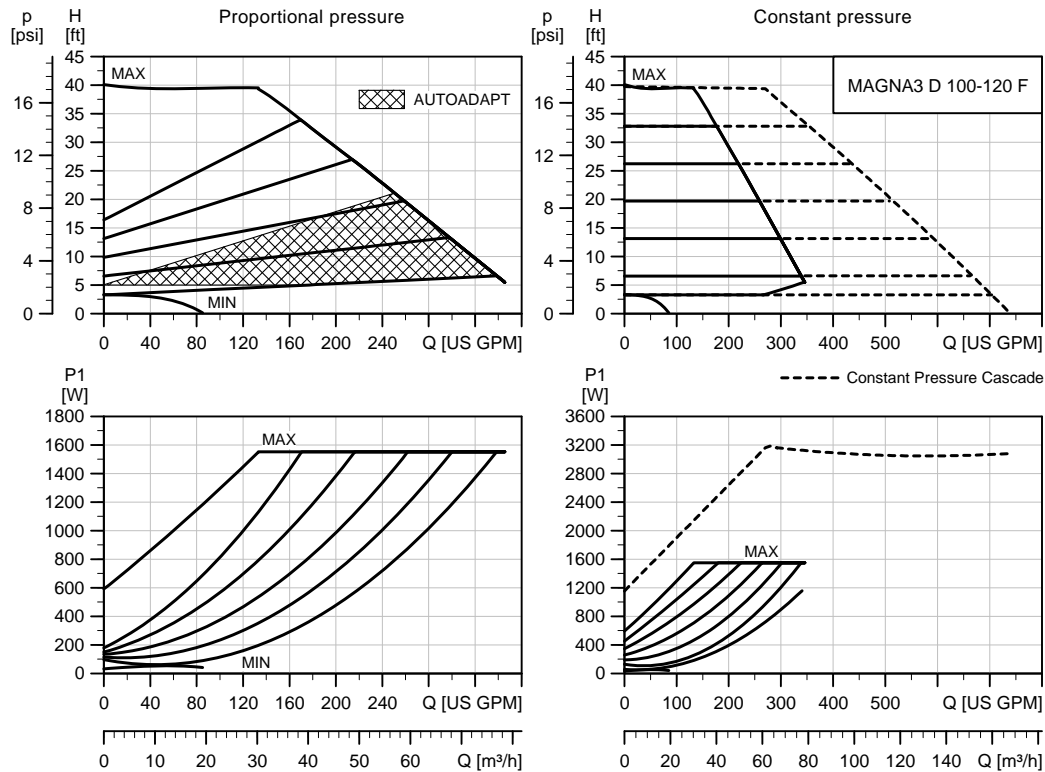 Proportional pressure
p
[psi]
H
[ft]
45
40
35
30
25
20
15
10
5
0
16
12
8
4
0
MAX
AUTOADAPT
MIN
0 40 80 120 160 200 240 Q [US GPM]
Constant pressure
p
[psi]
H
[ft]
45
40
35
30
25
20
15
10
5
0
16
12
8
4
0
MAX
MAGNA3 D 100-120 F
0 100 200 300 400 500 Q [US GPM]
Constant Pressure Cascade
P1
[W]
1800
1600
1400
1200
1000
800
600
400
200
0
MAX
MIN
0 40 80 120 160 200 240 Q [US GPM]
0 10 20 30 40 50 60 Q [m³/h]
P1
[W]
3600
3200
2800
2400
2000
1600
1200
800
400
0
MAX
0 100 200 300 400 500 Q [US GPM]
0 20 40 60 80 100 120 140 Q [m³/h]